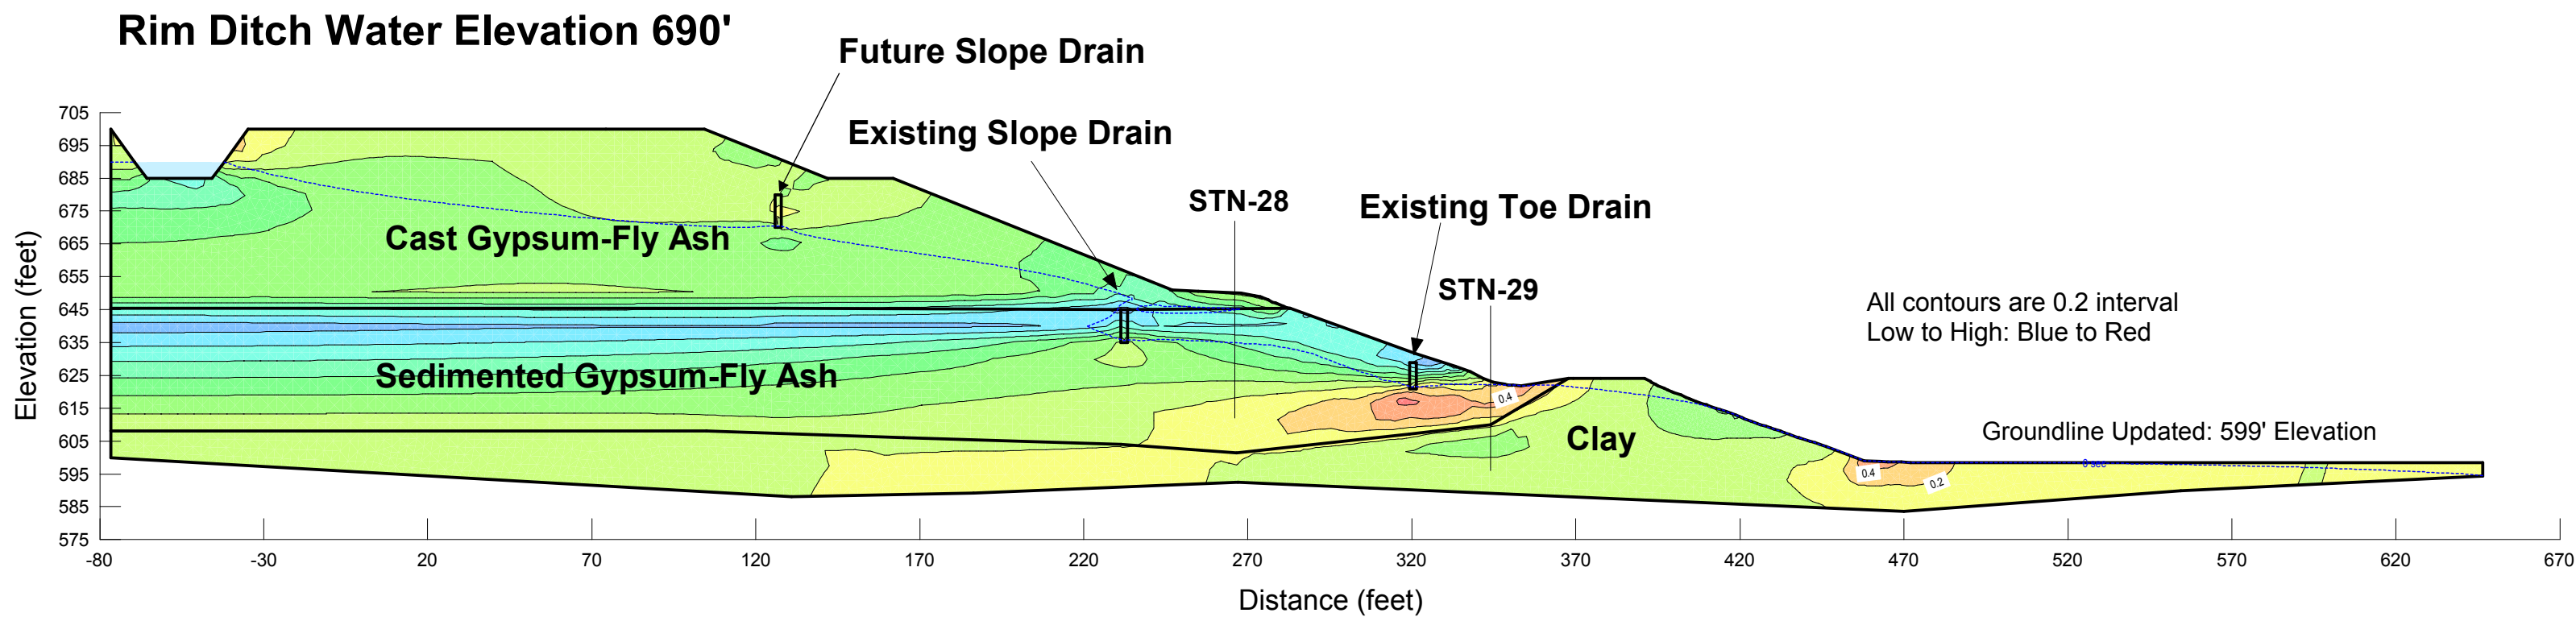 Rim Ditch Water Elevation 690'
Future Slope Drain
Existing Slope Drain
STN-28
Existing Toe Drain
STN-29
All contours are 0.2 interval
Low to High: Blue to Red
Cast Gypsum-Fly Ash
Sedimented Gypsum-Fly Ash
Clay
Groundline Updated: 599' Elevation
0.4
0.4
0.2
0 sec
Elevation (feet)
705
695
685
675
665
655
645
635
625
615
605
595
585
575
-80
-30
20
70
120
170
220
270
320
370
420
470
520
570
620
670
Distance (feet)